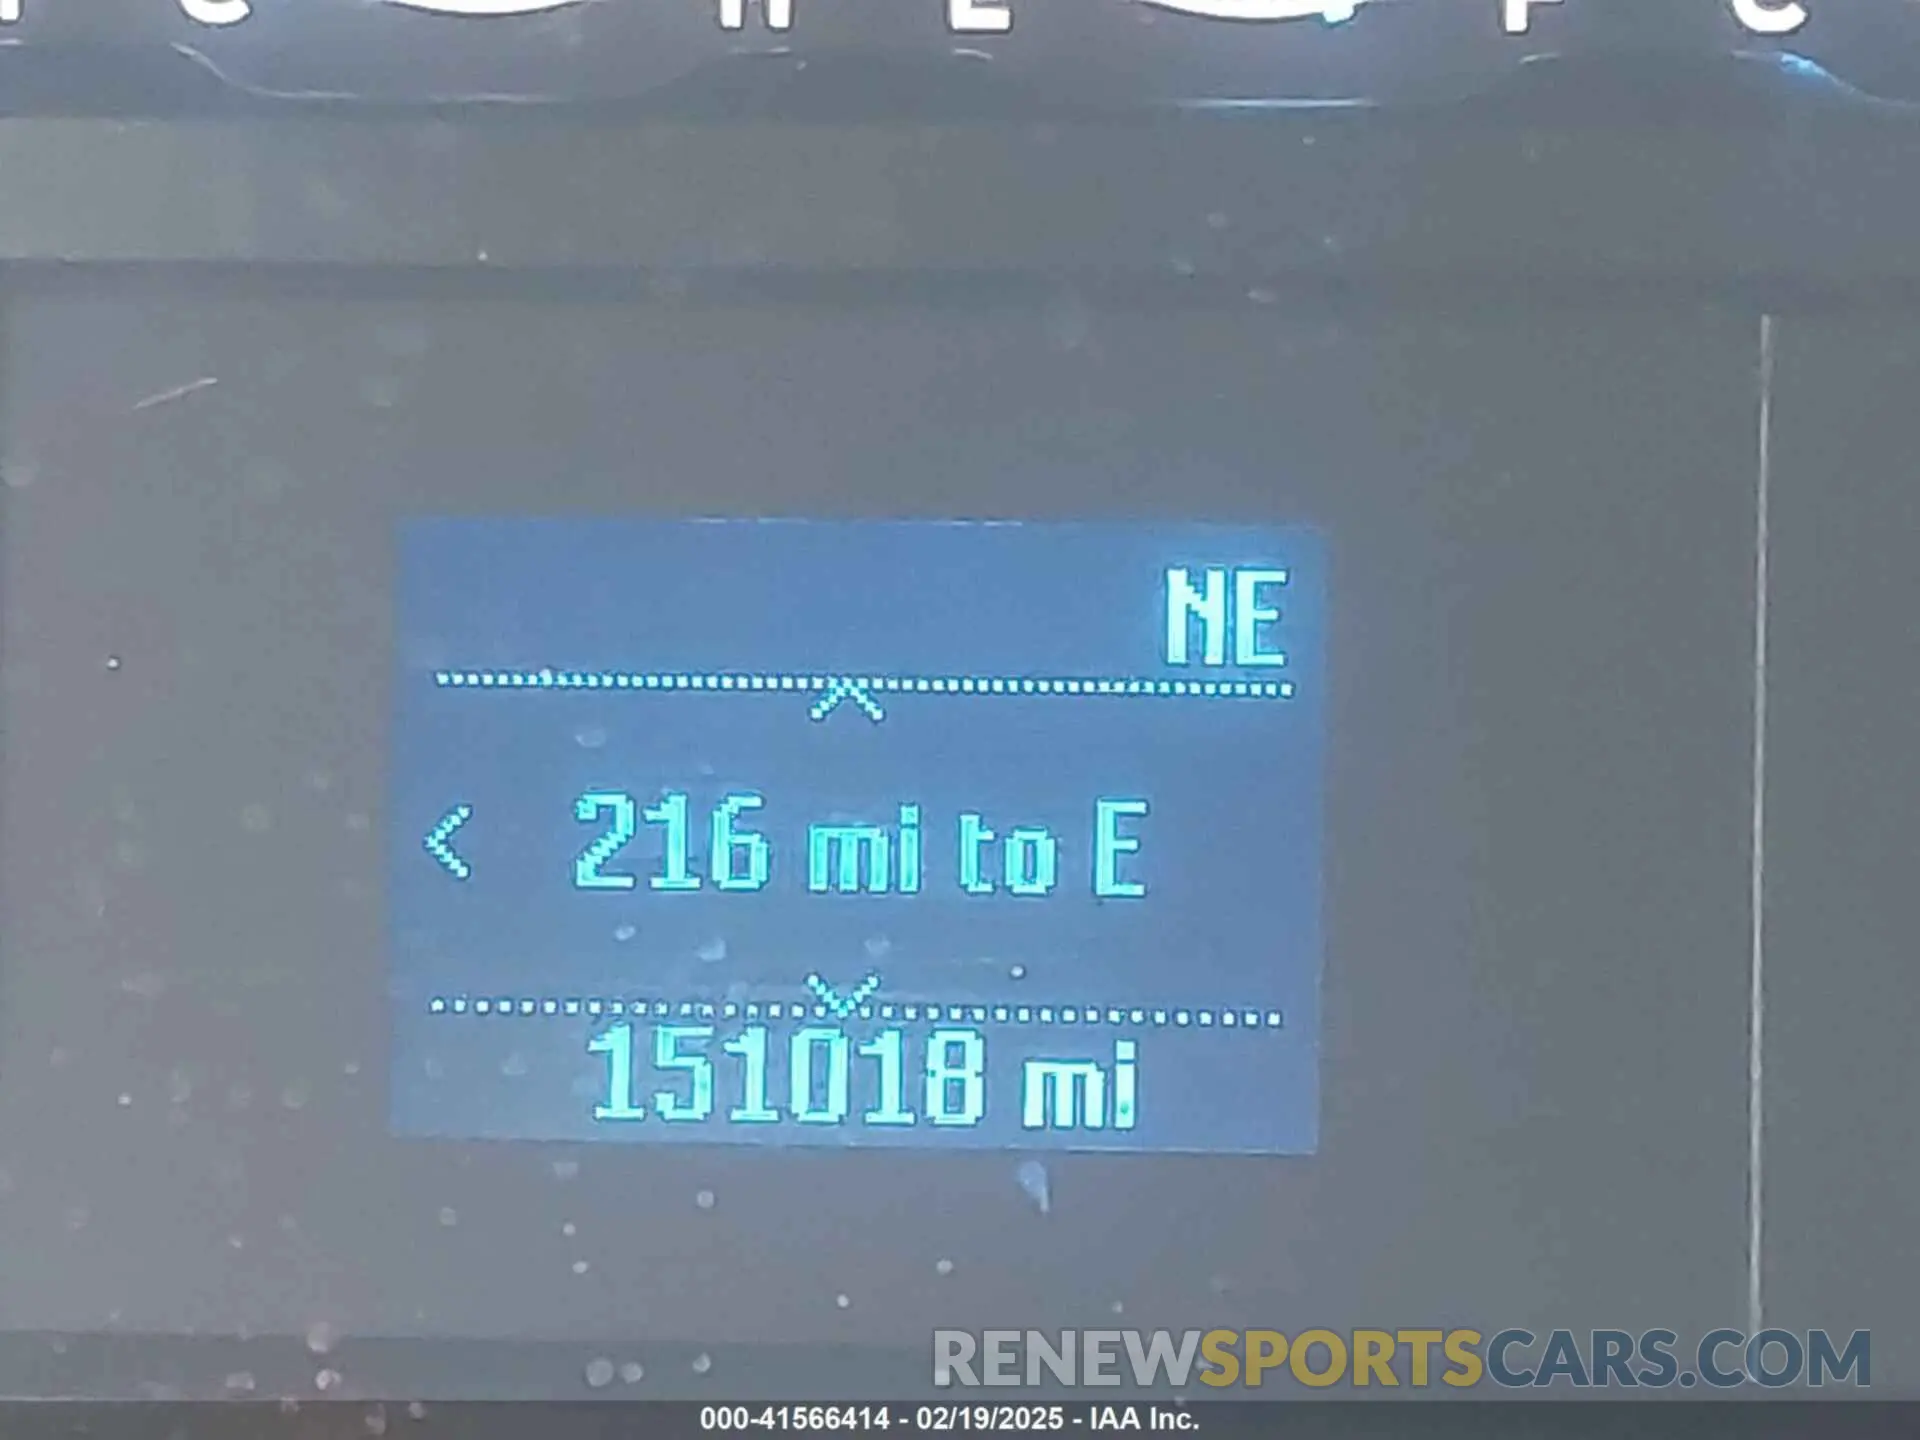 C H E F C
NE
216 mi to E
151018 mi
RENEWSPORTSCARS.COM
000-41566414 - 02/19/2025 - IAA Inc.